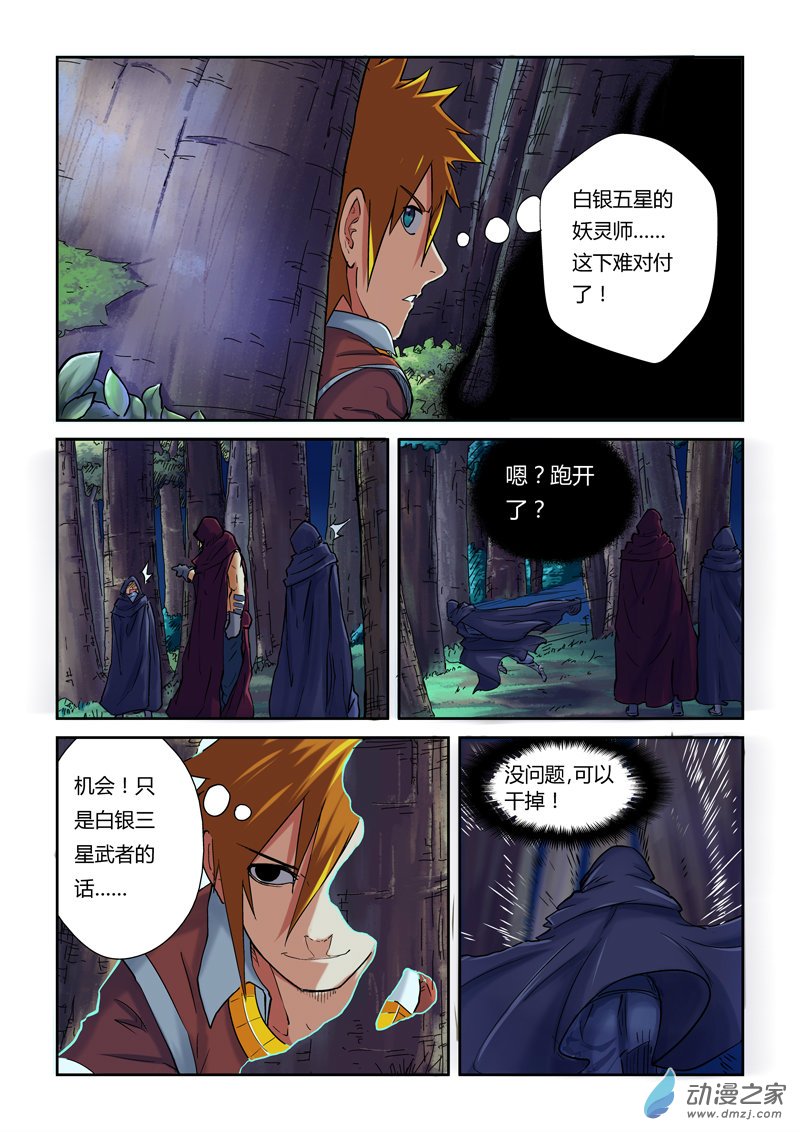 白银五星的
妖灵师……
这下难对付
了！
嗯？跑开
了？
机会！只
是白银三
星武者的
话……
没问题，可以
干掉！
动漫之家
www.dmzj.com